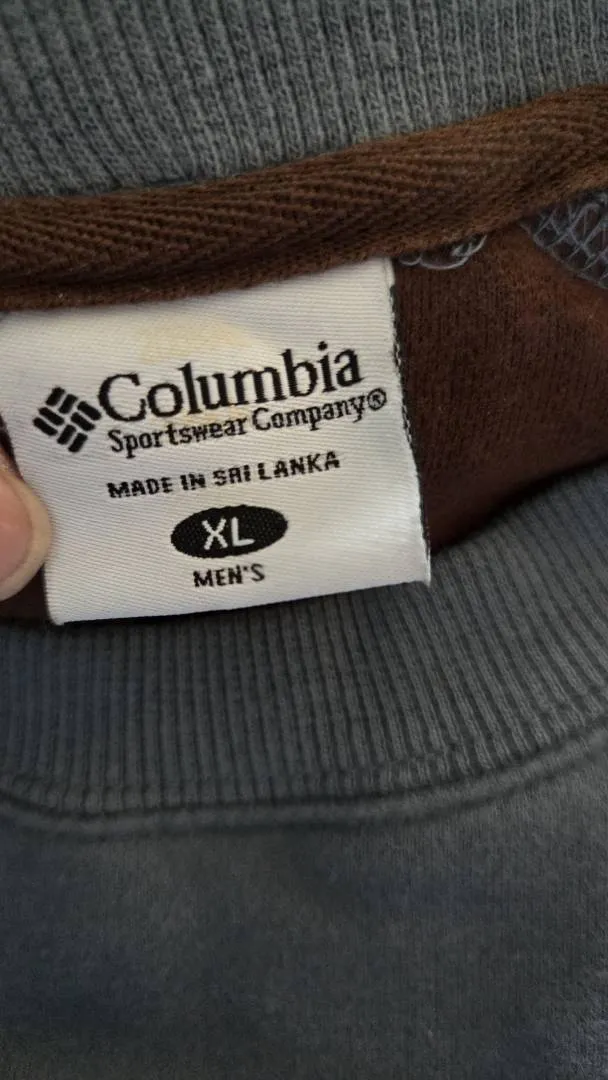 Columbia
Sportswear Company®
MADE IN SRI LANKA
XL
MEN'S